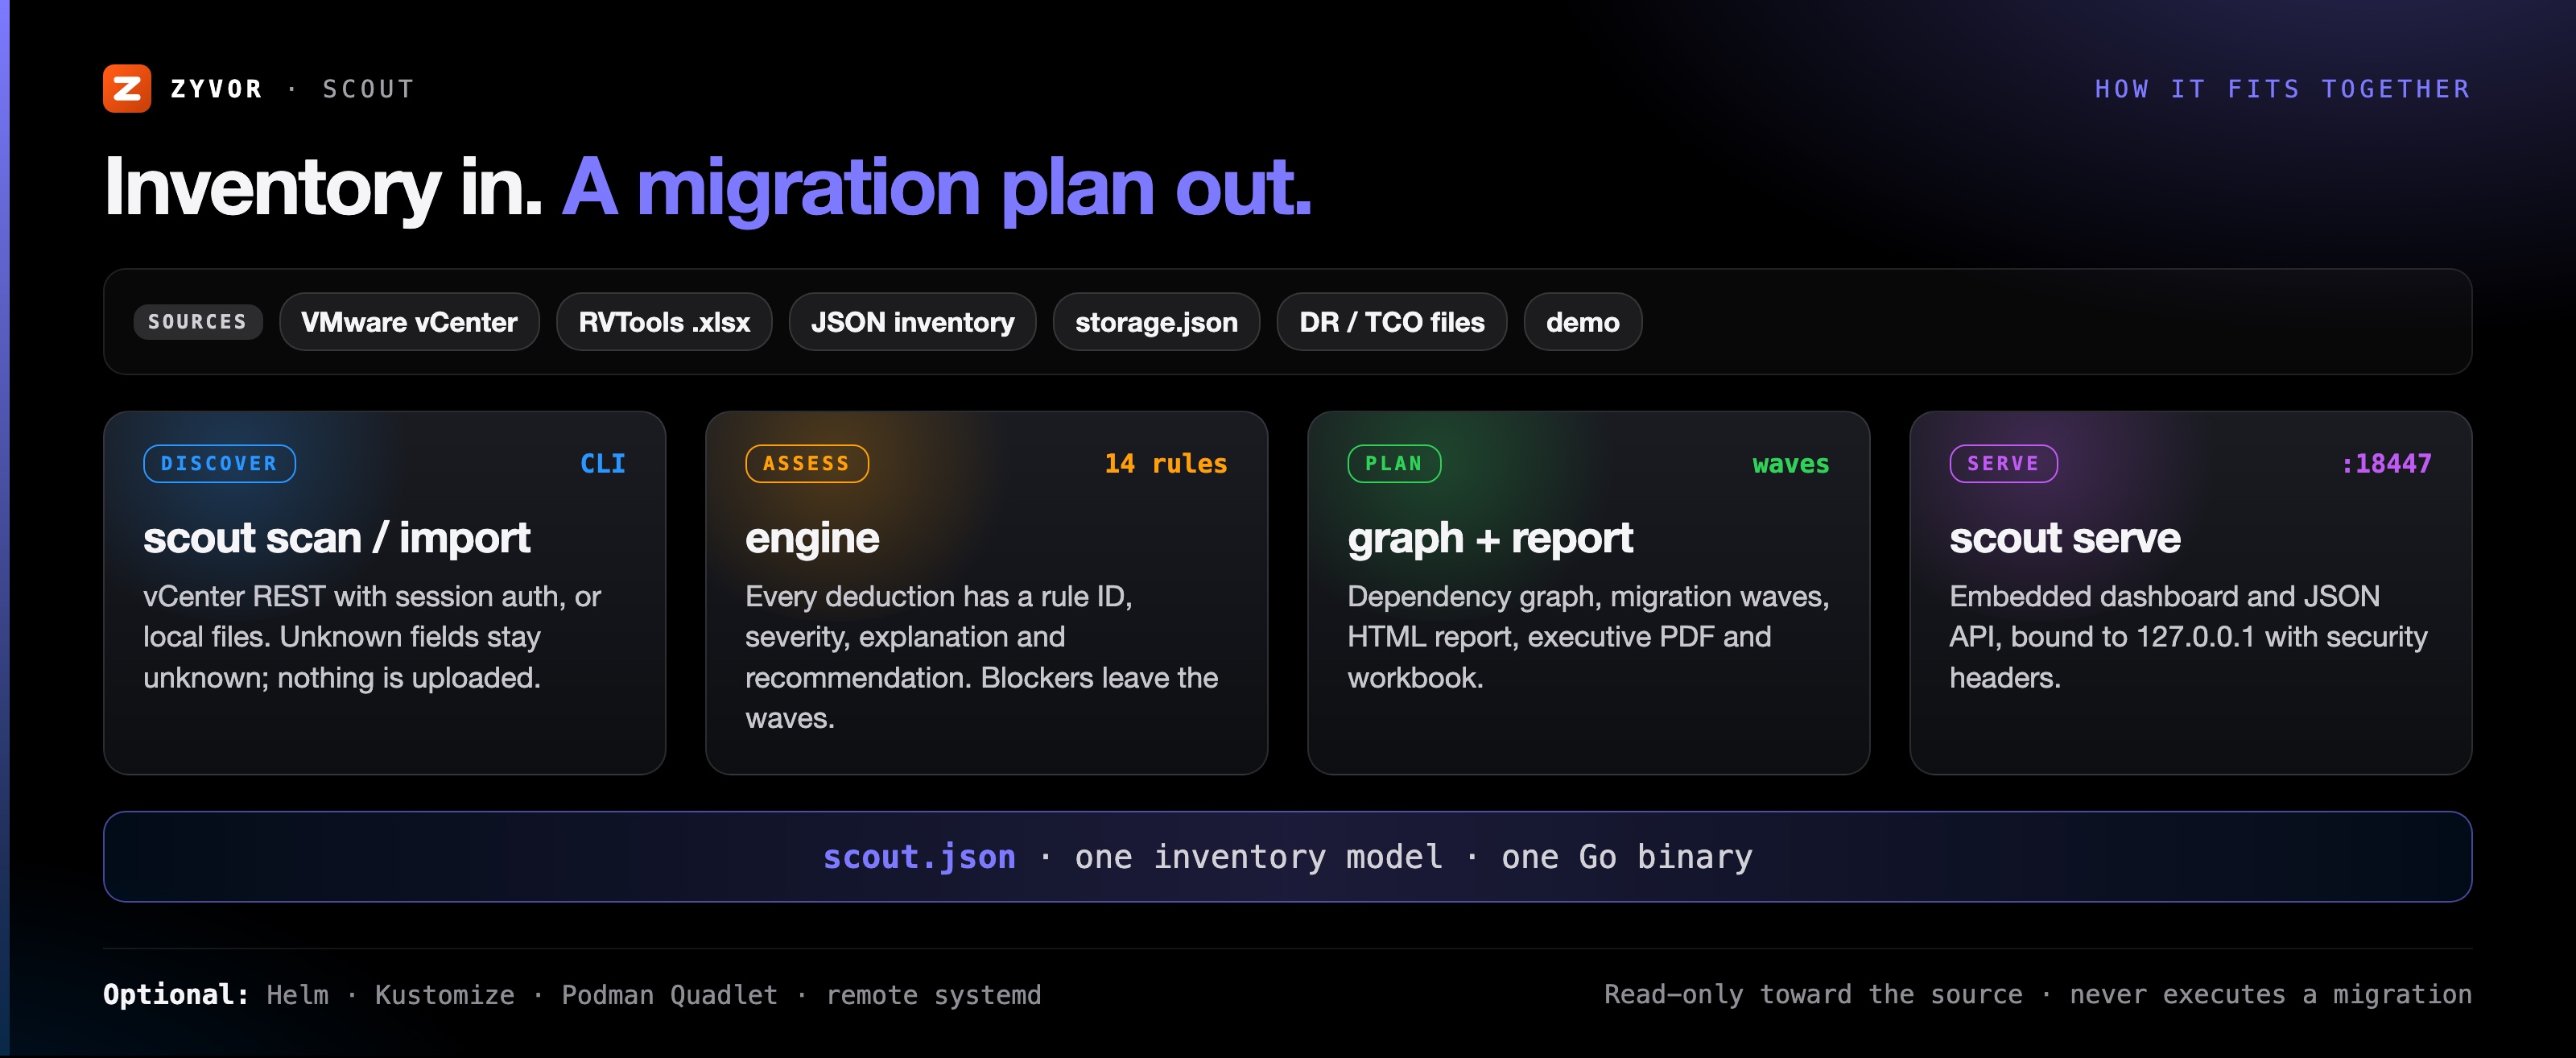 ZYVOR · SCOUT
HOW IT FITS TOGETHER
Inventory in. A migration plan out.
SOURCES VMware vCenter RVTools .xlsx JSON inventory storage.json DR / TCO files demo
DISCOVER CLI
scout scan / import
vCenter REST with session auth, or
local files. Unknown fields stay
unknown; nothing is uploaded.
ASSESS 14 rules
engine
Every deduction has a rule ID,
severity, explanation and
recommendation. Blockers leave the
waves.
PLAN waves
graph + report
Dependency graph, migration waves,
HTML report, executive PDF and
workbook.
SERVE :18447
scout serve
Embedded dashboard and JSON
API, bound to 127.0.0.1 with security
headers.
scout.json · one inventory model · one Go binary
Optional: Helm · Kustomize · Podman Quadlet · remote systemd
Read-only toward the source · never executes a migration